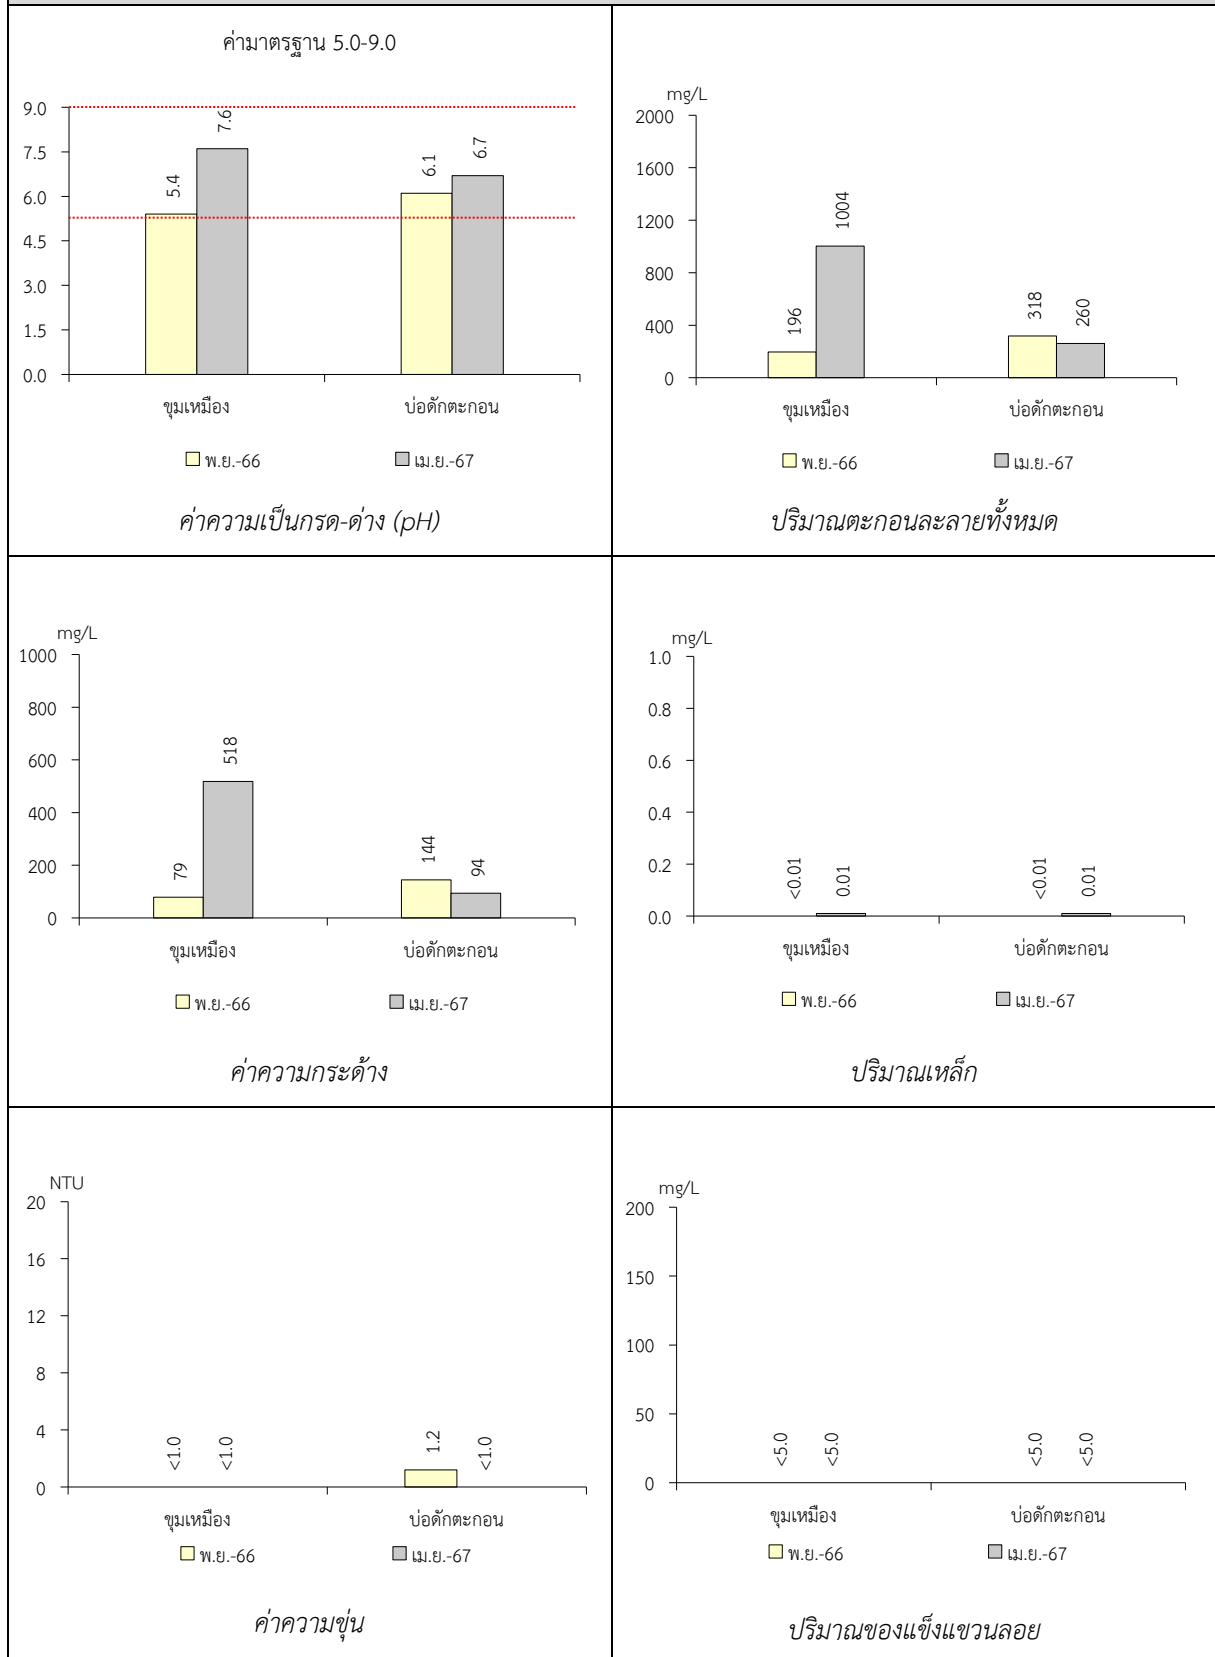 ค่ามาตรฐาน 5.0-9.0
9.0
7.5
6.0
4.5
3.0
1.5
0.0
5.4
7.6
6.1
6.7
ขุมเหมือง
บ่อดักตะกอน
พ.ย.-66
เม.ย.-67
ค่าความเป็นกรด-ด่าง (pH)
mg/L
2000
1600
1200
800
400
0
196
1004
318
260
ขุมเหมือง
บ่อดักตะกอน
พ.ย.-66
เม.ย.-67
ปริมาณตะกอนละลายทั้งหมด
mg/L
1000
800
600
400
200
0
79
518
144
94
ขุมเหมือง
บ่อดักตะกอน
พ.ย.-66
เม.ย.-67
ค่าความกระด้าง
mg/L
1.0
0.8
0.6
0.4
0.2
0.0
<0.01
0.01
<0.01
0.01
ขุมเหมือง
บ่อดักตะกอน
พ.ย.-66
เม.ย.-67
ปริมาณเหล็ก
NTU
20
16
12
8
4
0
<1.0
<1.0
1.2
<1.0
ขุมเหมือง
บ่อดักตะกอน
พ.ย.-66
เม.ย.-67
ค่าความขุ่น
mg/L
200
150
100
50
0
<5.0
<5.0
<5.0
<5.0
ขุมเหมือง
บ่อดักตะกอน
พ.ย.-66
เม.ย.-67
ปริมาณของแข็งแขวนลอย